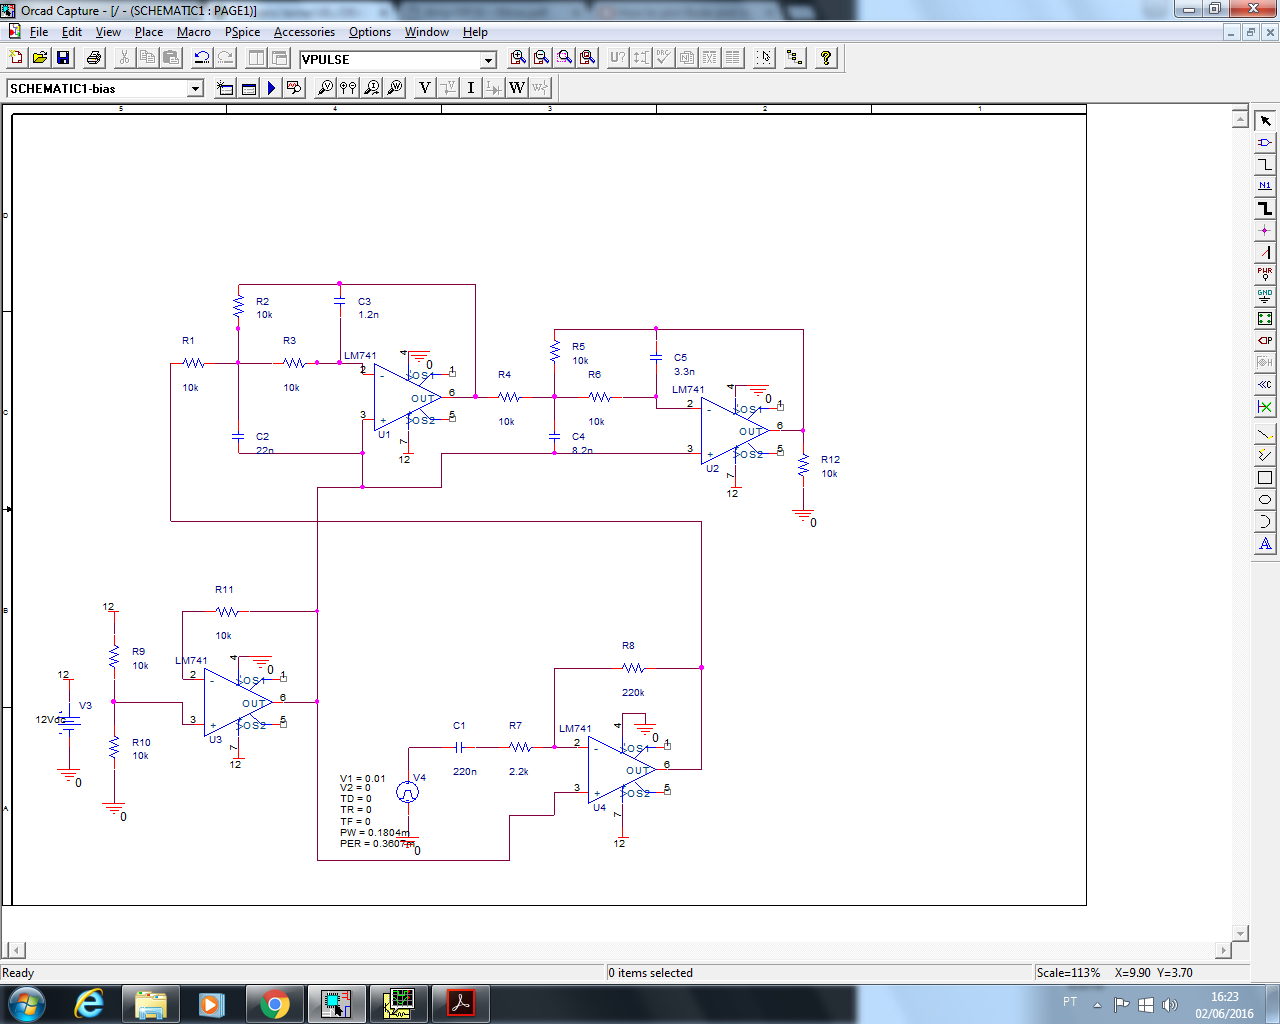 Orcad Capture - [/ - (SCHEMATIC1 : PAGE1)]
File Edit View Place Macro PSpice Accessories Options Window Help
VPULSE
U?
DRC
SCHEMATIC1-bias
V I W
5 4 3 2 1
D
C
B
A
R2
10k
C3
1.2n
R1
10k
R3
10k
LM741
2
3
4
0
1
OS1
OUT
6
OS2
5
7
12
U1
C2
22n
R4
10k
R5
10k
R6
10k
C5
3.3n
C4
8.2n
LM741
2
3
4
0
1
OS1
OUT
6
OS2
5
7
12
U2
R12
10k
0
R11
10k
12
R9
10k
12
V3
12Vdc
0
R10
10k
0
LM741
2
3
4
0
1
OS1
OUT
6
OS2
5
7
12
U3
R8
220k
C1
220n
R7
2.2k
LM741
2
3
4
0
1
OS1
OUT
6
OS2
5
7
12
U4
V4
V1 = 0.01
V2 = 0
TD = 0
TR = 0
TF = 0
PW = 0.1804m
PER = 0.3607m
0
N1
PWR
GND
A
Ready
0 items selected
Scale=113% X=9.90 Y=3.70
PT
16:23
02/06/2016